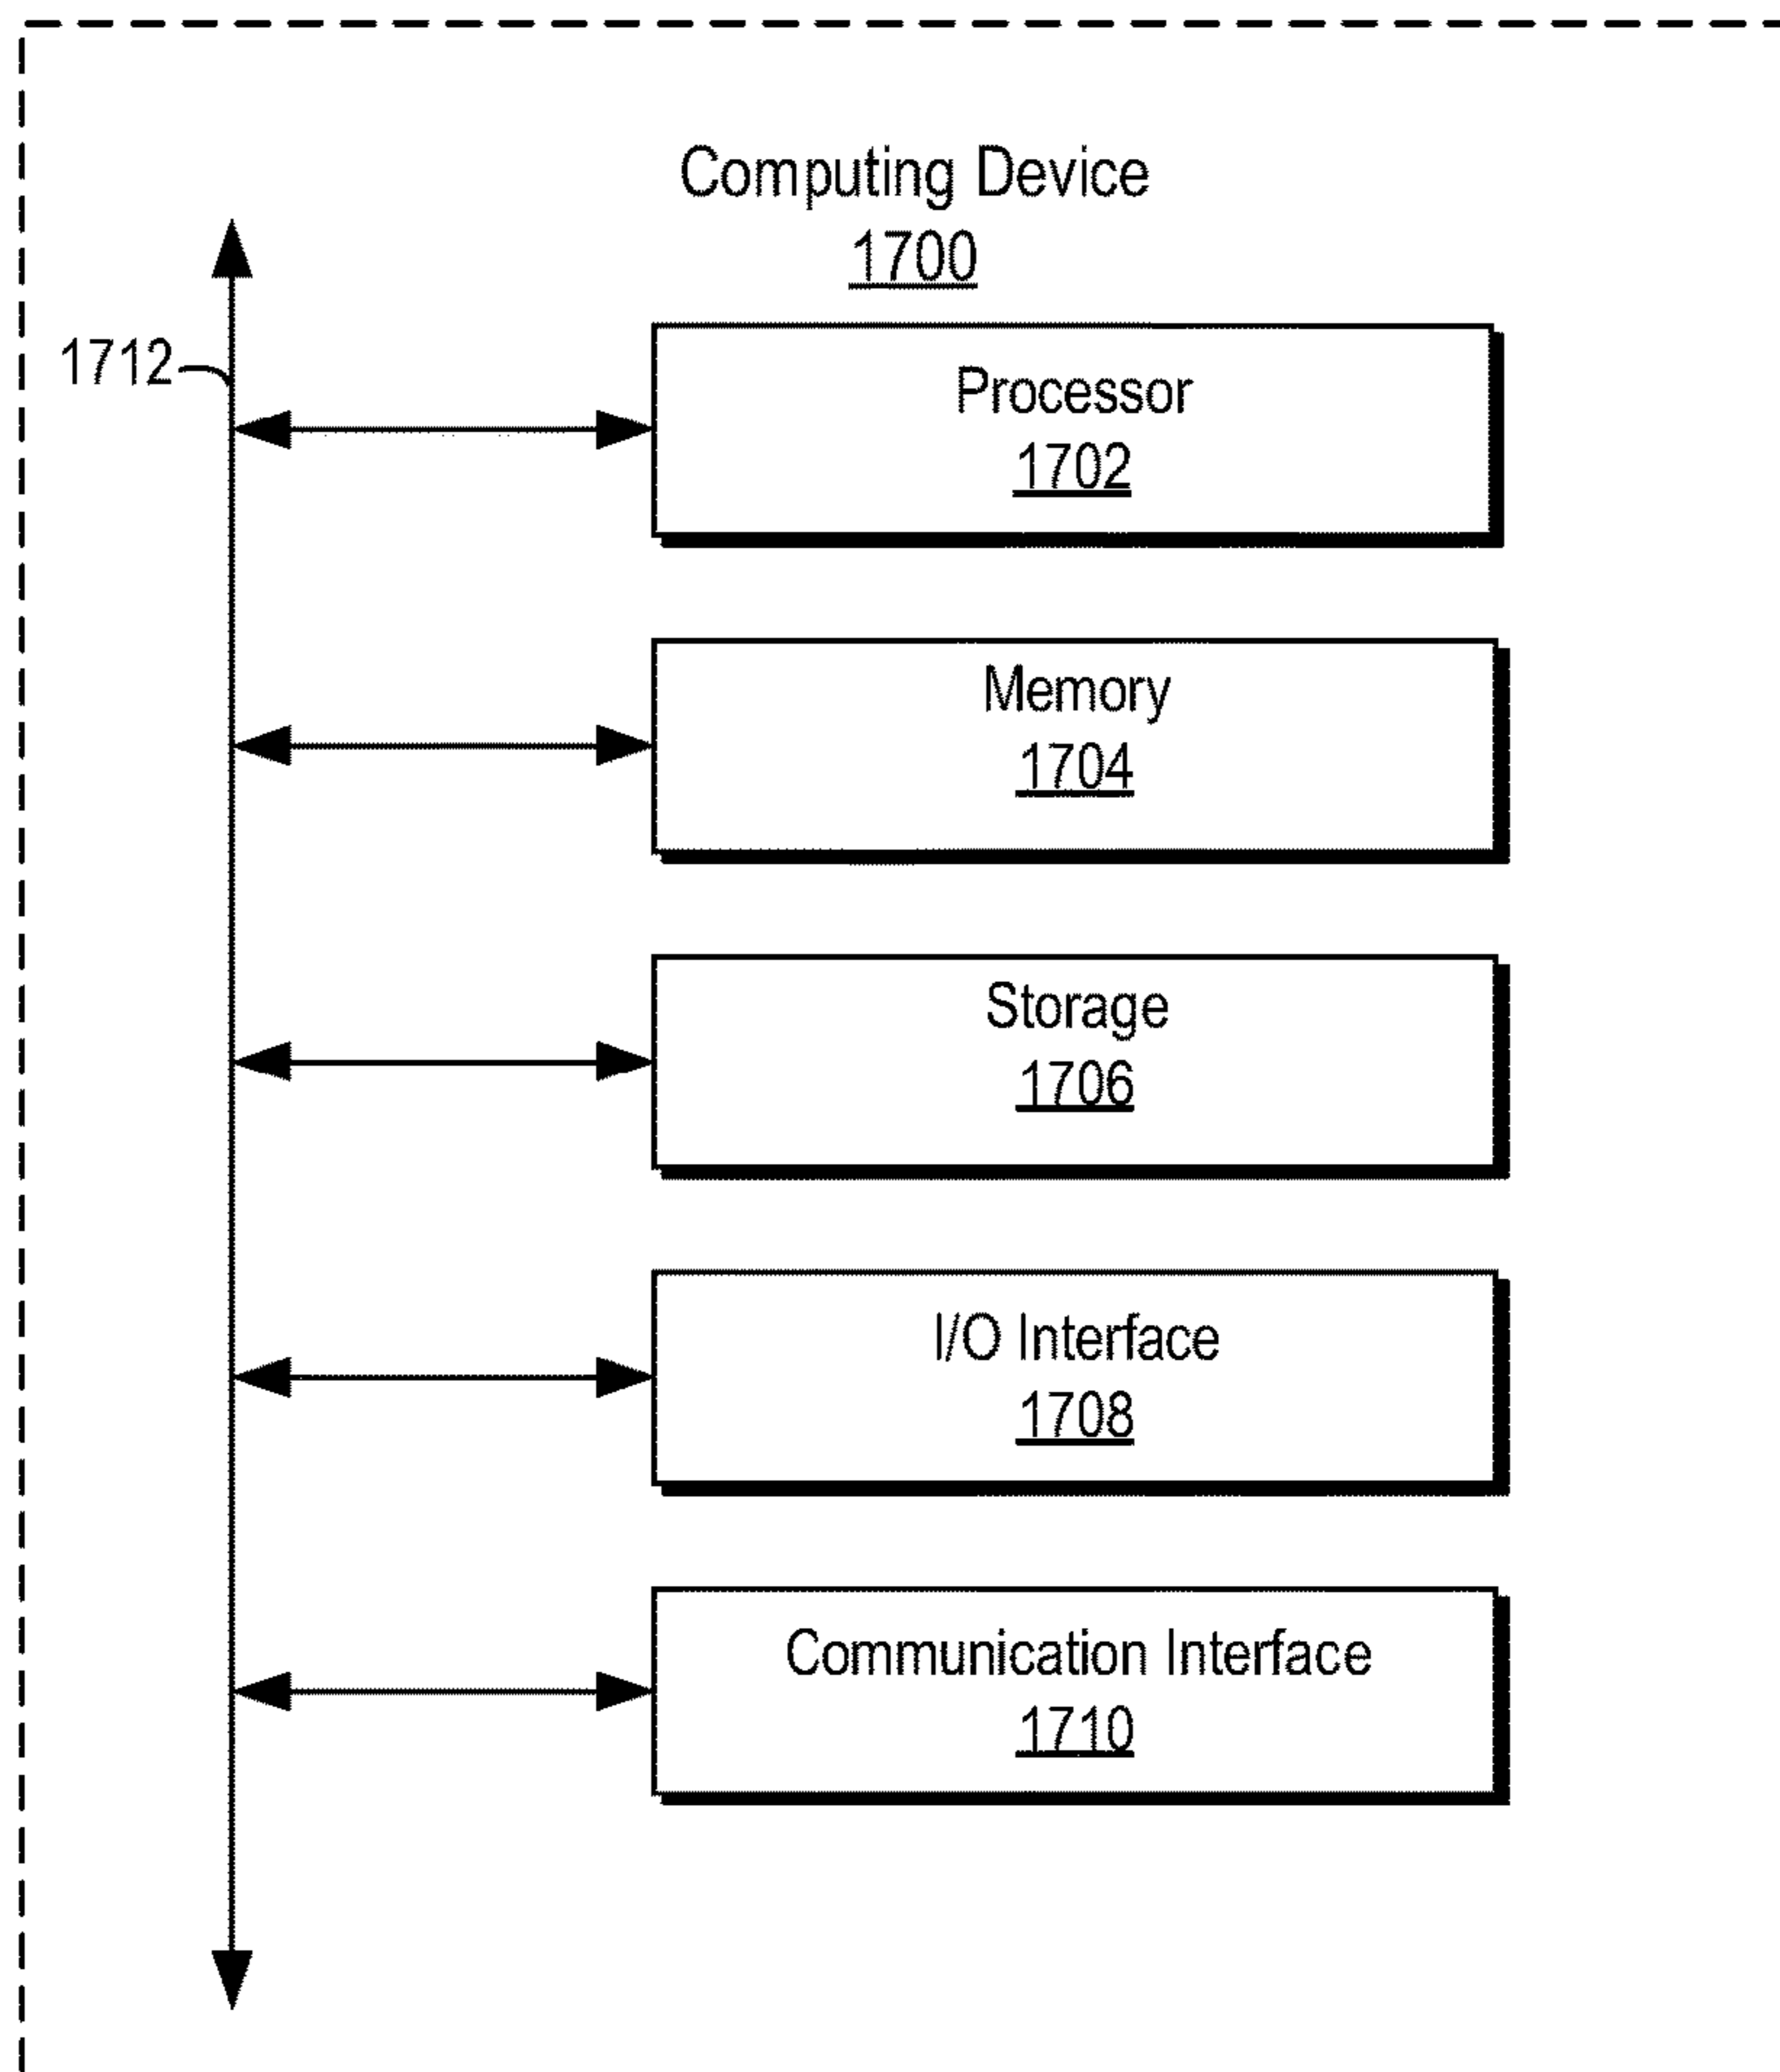 Computing Device
1700
1712
Processor
1702
Memory
1704
Storage
1706
I/O Interface
1708
Communication Interface
1710